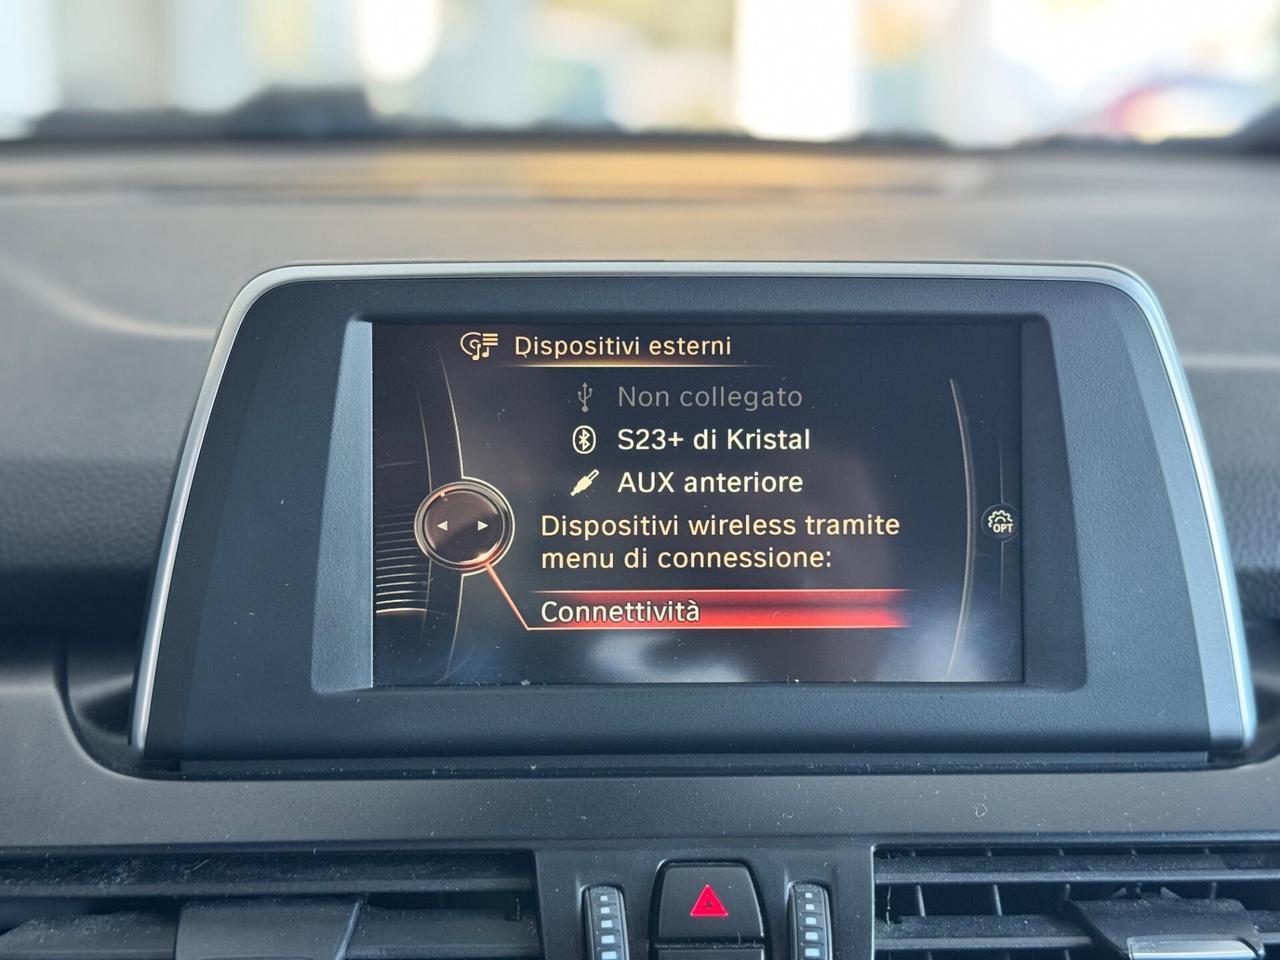 Dispositivi esterni
Non collegato
S23+ di Kristal
AUX anteriore
Dispositivi wireless tramite
menu di connessione:
OPT
Connettività